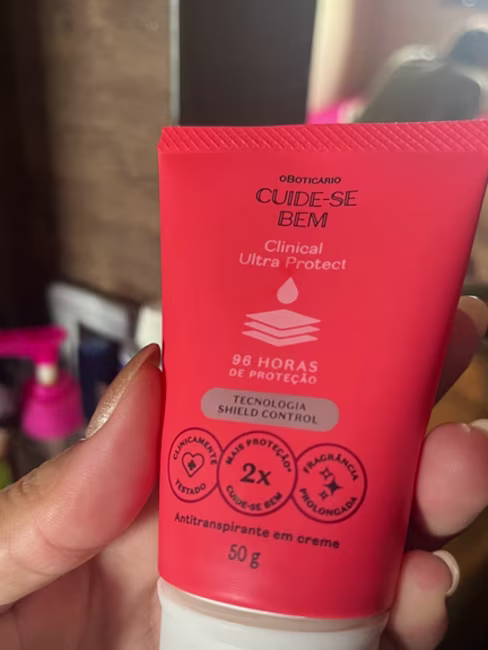 oBOTICÁRIO
CUIDE-SE
BEM
Clinical
Ultra Protect
96 HORAS
DE PROTEÇÃO
TECNOLOGIA
SHIELD CONTROL
CLINICAMENTE
TESTADO
MAIS PROTEÇÃO*
2x
CUIDE-SE BEM
FRAGRÂNCIA
PROLONGADA
Antitranspirante em creme
50 g